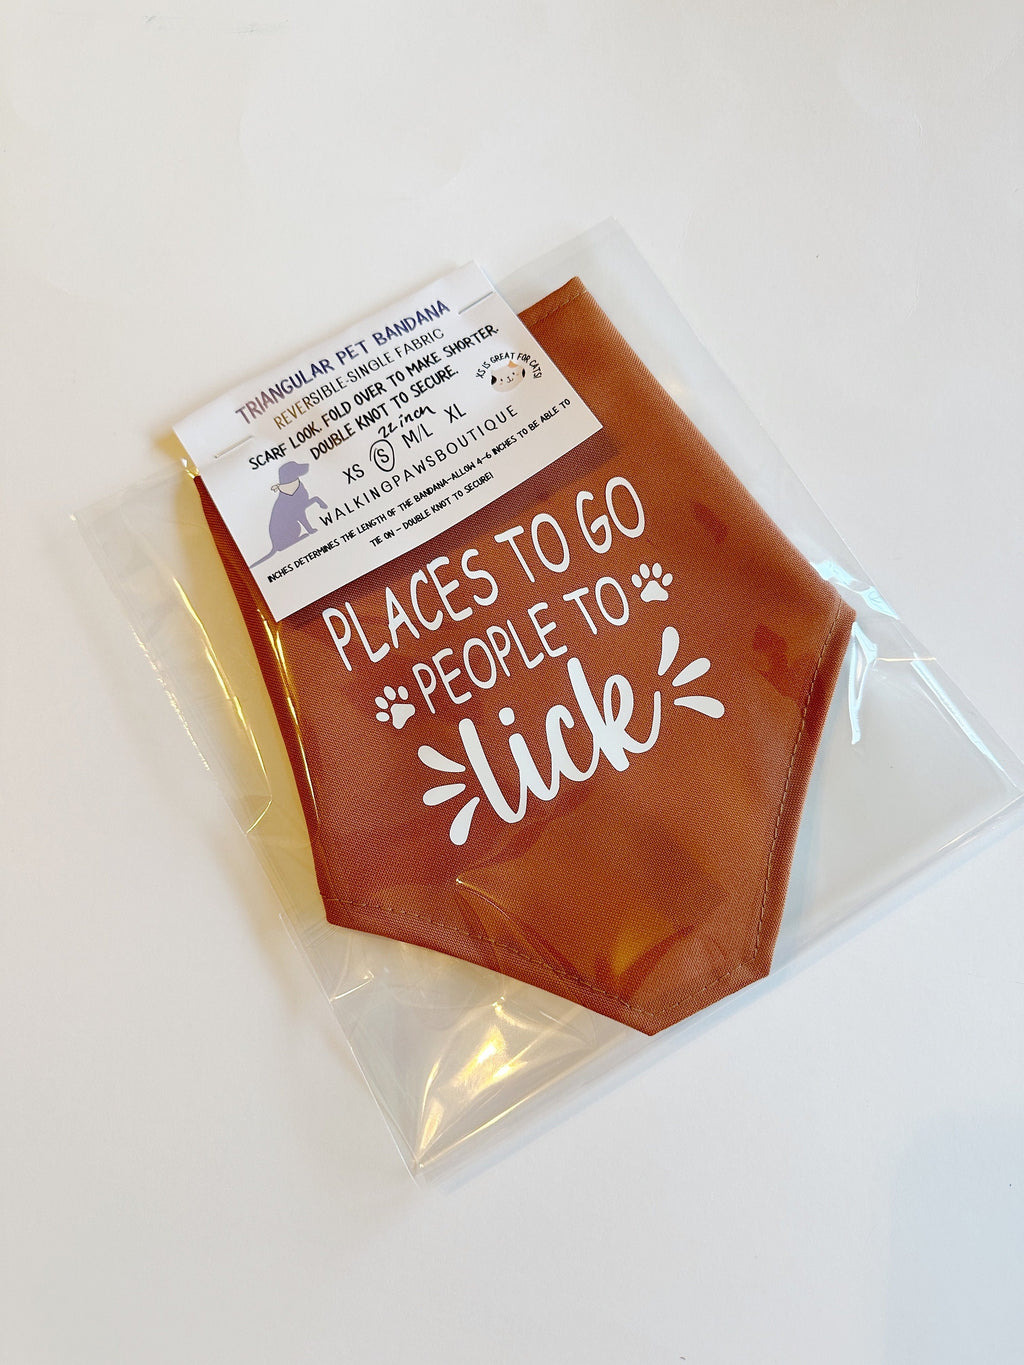 TRIANGULAR PET BANDANA
REVERSIBLE-SINGLE FABRIC
SCARF LOOK. FOLD OVER TO MAKE SHORTER.
DOUBLE KNOT TO SECURE.
22 inch
XS S M/L XL
XS IS GREAT FOR CATS!
WALKINGPAWSBOUTIQUE
INCHES DETERMINES THE LENGTH OF THE BANDANA-ALLOW 4-6 INCHES TO BE ABLE TO
TIE ON - DOUBLE KNOT TO SECURE!
PLACES TO GO
PEOPLE TO
lick